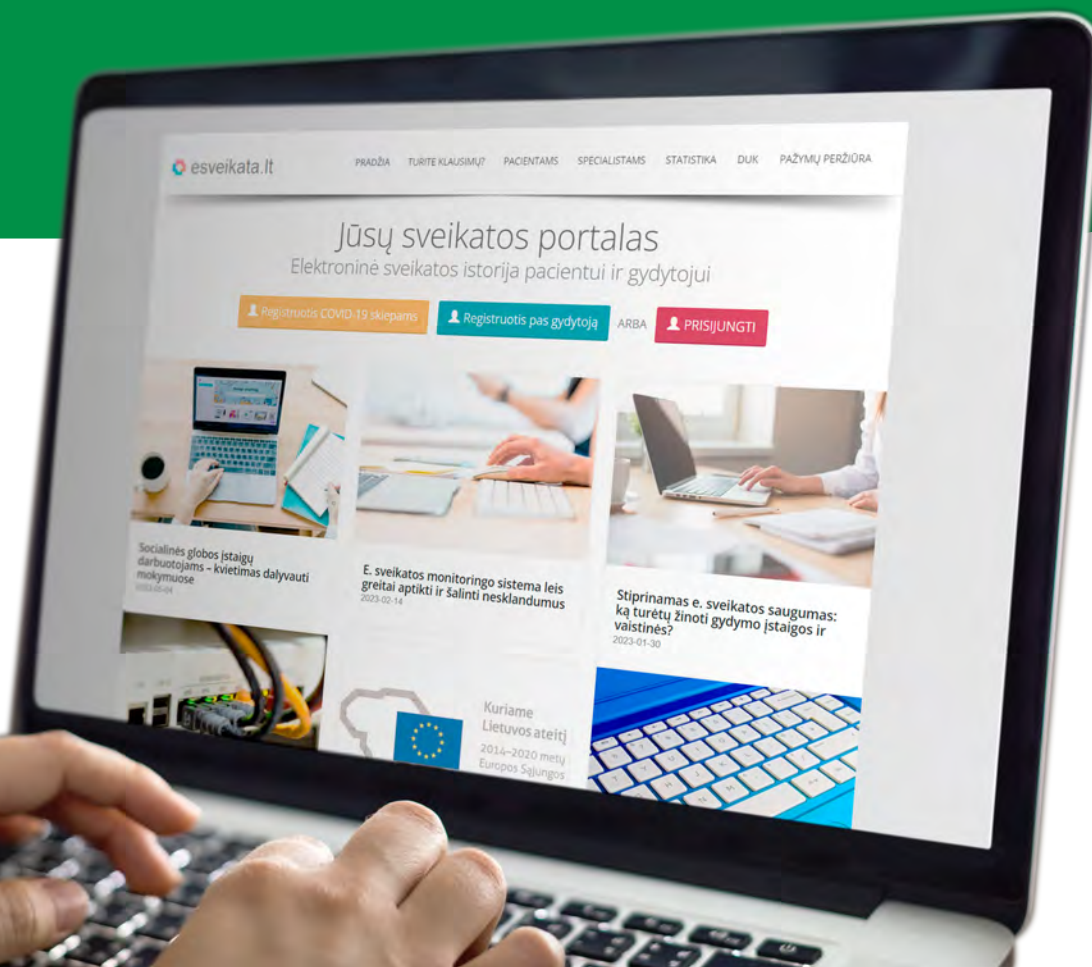 esveikata.lt
PRADŽIA TURITE KLAUSIMŲ? PACIENTAMS SPECIALISTAMS STATISTIKA DUK PAŽYMŲ PERŽIŪRA
Jūsų sveikatos portalas
Elektroninė sveikatos istorija pacientui ir gydytojui
Registruotis COVID-19 skiepams
Registruotis pas gydytoją
ARBA
PRISIJUNGTI
Socialinės globos įstaigų
darbuotojams – kvietimas dalyvauti
mokymuose
E. sveikatos monitoringo sistema leis
greitai aptikti ir šalinti nesklandumus
2023-02-14
Stiprinamas e. sveikatos saugumas:
ką turėtų žinoti gydymo įstaigos ir
vaistinės?
2023-01-30
Kuriame
Lietuvos ateitį
2014–2020 metų
Europos Sąjungos